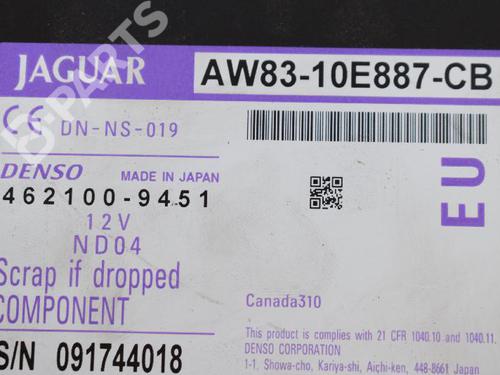 JAGUAR
AW83-10E887-CB
CE DN-NS-019
DENSO MADE IN JAPAN
462100-9451
12V
ND04
Scrap if dropped
COMPONENT
S/N 091744018
EU
Canada310
This product is complies with 21 CFR 1040.10 and 1040.11.
DENSO CORPORATION
1-1, Showa-cho, Kariya-shi, Aichi-ken, 448-8661 Japan